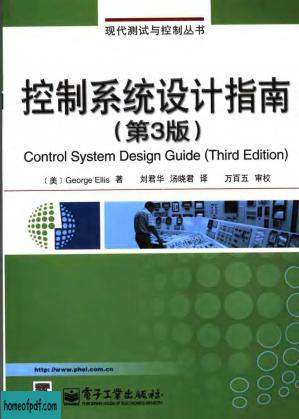 现代测试与控制丛书
控制系统设计指南
(第3版)
Control System Design Guide (Third Edition)
(美) George Ellis 著 刘君华 汤晓君 译 万百五 审校
http://www.phei.com.cn
电子工业出版社
homeofpdf.com